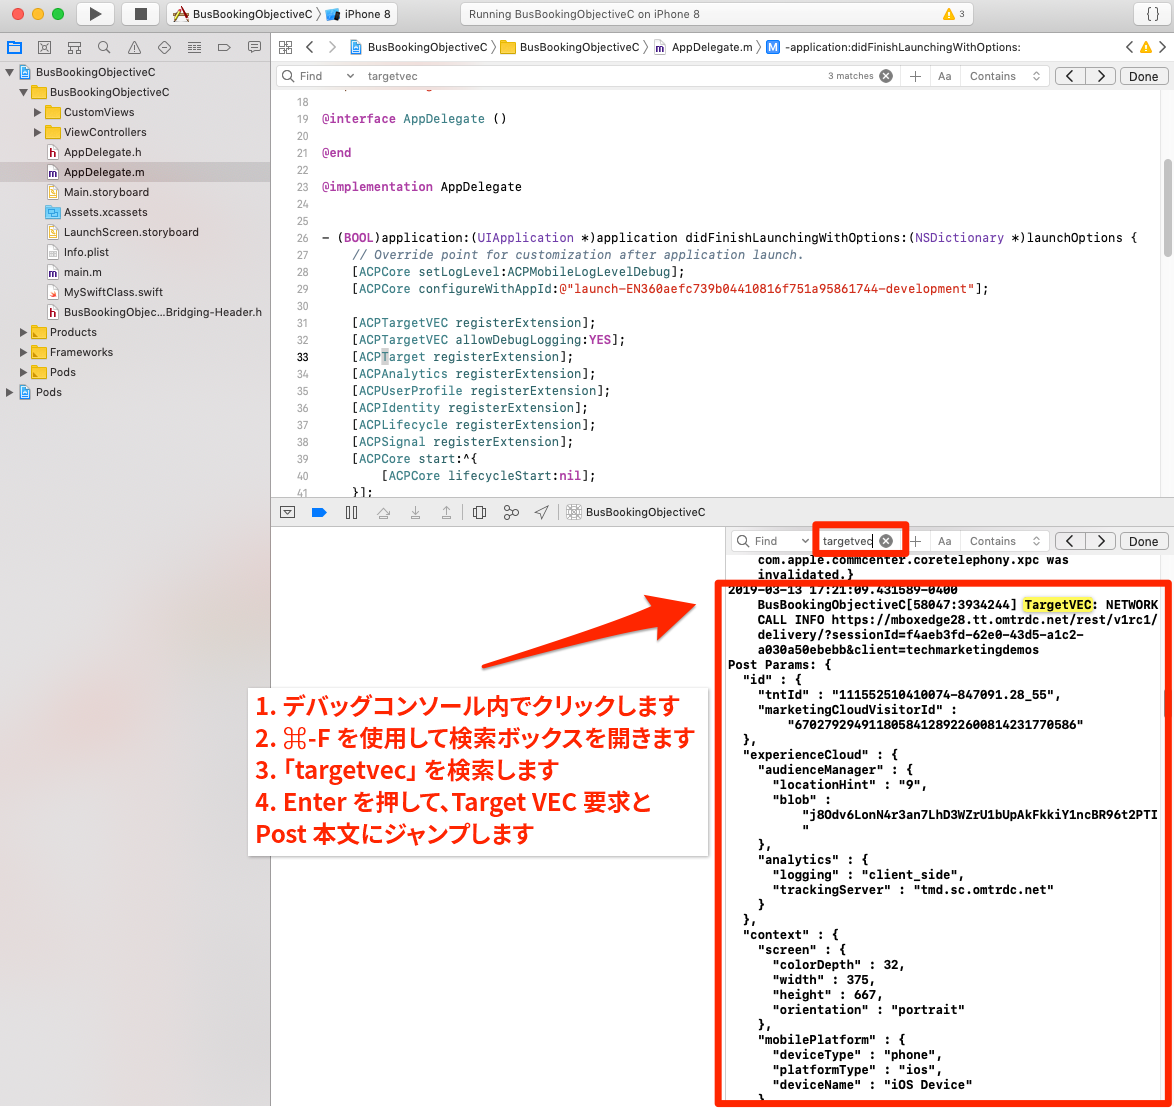 BusBookingObjectiveC 〉 iPhone 8
Running BusBookingObjectiveC on iPhone 8
3
{ }
BusBookingObjectiveC
BusBookingObjectiveC
CustomViews
ViewControllers
AppDelegate.h
AppDelegate.m
Main.storyboard
Assets.xcassets
LaunchScreen.storyboard
Info.plist
main.m
MySwiftClass.swift
BusBookingObjec...Bridging-Header.h
Products
Frameworks
Pods
Pods
BusBookingObjectiveC 〉 BusBookingObjectiveC 〉 AppDelegate.m 〉 M -application:didFinishLaunchingWithOptions:
Find targetvec 3 matches Aa Contains Done
18
19 @interface AppDelegate ()
20
21 @end
22
23 @implementation AppDelegate
24
25
26 - (BOOL)application:(UIApplication *)application didFinishLaunchingWithOptions:(NSDictionary *)launchOptions {
27 // Override point for customization after application launch.
28 [ACPCore setLogLevel:ACPMobileLogLevelDebug];
29 [ACPCore configureWithAppId:@"launch-EN360aefc739b04410816f751a95861744-development"];
30
31 [ACPTargetVEC registerExtension];
32 [ACPTargetVEC allowDebugLogging:YES];
33 [ACPTarget registerExtension];
34 [ACPAnalytics registerExtension];
35 [ACPUserProfile registerExtension];
36 [ACPIdentity registerExtension];
37 [ACPLifecycle registerExtension];
38 [ACPSignal registerExtension];
39 [ACPCore start:^{
40 [ACPCore lifecycleStart:nil];
41 }];
BusBookingObjectiveC
Find targetvec Aa Contains Done
com.apple.commcenter.coretelephony.xpc was
invalidated.}
2019-03-13 17:21:09.431589-0400
BusBookingObjectiveC[58047:3934244] TargetVEC: NETWORK
CALL INFO https://mboxedge28.tt.omtrdc.net/rest/v1rc1/
delivery/?sessionId=f4aeb3fd-62e0-43d5-a1c2-
a030a50ebebb&client=techmarketingdemos
Post Params: {
"id" : {
"tntId" : "111552510410074-847091.28_55",
"marketingCloudVisitorId" :
"67027929491180584128922600814231770586"
},
"experienceCloud" : {
"audienceManager" : {
"locationHint" : "9",
"blob" :
"j8Odv6LonN4r3an7LhD3WZrU1bUpAkFkkiY1ncBR96t2PTI
"
},
"analytics" : {
"logging" : "client_side",
"trackingServer" : "tmd.sc.omtrdc.net"
}
},
"context" : {
"screen" : {
"colorDepth" : 32,
"width" : 375,
"height" : 667,
"orientation" : "portrait"
},
"mobilePlatform" : {
"deviceType" : "phone",
"platformType" : "ios",
"deviceName" : "iOS Device"
}
1. デバッグコンソール内でクリックします
2. ⌘-F を使用して検索ボックスを開きます
3. 「targetvec」 を検索します
4. Enter を押して、Target VEC 要求と
Post 本文にジャンプします